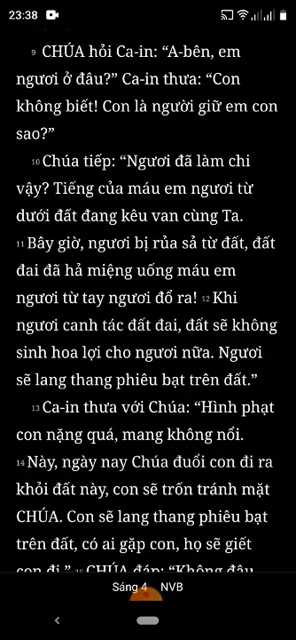 23:38
9 CHÚA hỏi Ca-in: “A-bên, em
ngươi ở đâu?” Ca-in thưa: “Con
không biết! Con là người giữ em con
sao?”
10 Chúa tiếp: “Ngươi đã làm chi
vậy? Tiếng của máu em ngươi từ
dưới đất đang kêu van cùng Ta.
11 Bây giờ, ngươi bị rủa sả từ đất, đất
đai đã hả miệng uống máu em
ngươi từ tay ngươi đổ ra! 12 Khi
ngươi canh tác đất đai, đất sẽ không
sinh hoa lợi cho ngươi nữa. Ngươi
sẽ lang thang phiêu bạt trên đất.”
13 Ca-in thưa với Chúa: “Hình phạt
con nặng quá, mang không nổi.
14 Này, ngày nay Chúa đuổi con đi ra
khỏi đất này, con sẽ trốn tránh mặt
CHÚA. Con sẽ lang thang phiêu bạt
trên đất, có ai gặp con, họ sẽ giết
con đi.” 15 CHÚA đáp: “Không đâu
Sáng 4 NVB